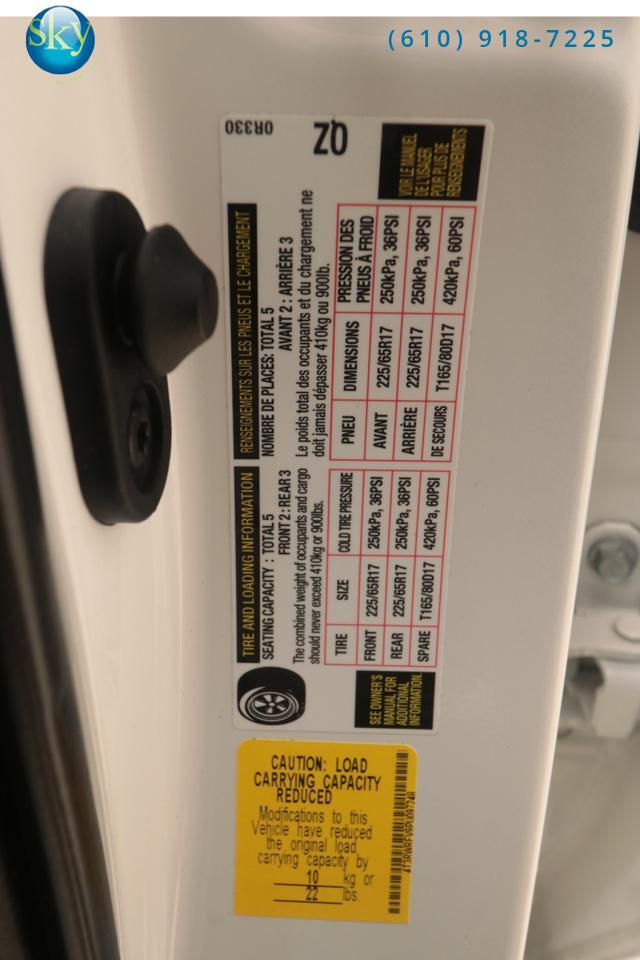 sky
(610) 918-7225
0R330
QZ
TIRE AND LOADING INFORMATION
SEATING CAPACITY : TOTAL 5
FRONT 2 : REAR 3
The combined weight of occupants and cargo
should never exceed 410kg or 900lbs.
TIRE SIZE COLD TIRE PRESSURE
FRONT 225/65R17 250kPa, 36PSI
REAR 225/65R17 250kPa, 36PSI
SPARE T165/80D17 420kPa, 60PSI
SEE OWNER'S
MANUAL FOR
ADDITIONAL
INFORMATION.
RENSEIGNEMENTS SUR LES PNEUS ET LE CHARGEMENT
NOMBRE DE PLACES: TOTAL 5
AVANT 2 : ARRIÈRE 3
Le poids total des occupants et du chargement ne
doit jamais dépasser 410kg ou 900lb.
PNEU DIMENSIONS PRESSION DES
PNEUS À FROID
AVANT 225/65R17 250kPa, 36PSI
ARRIÈRE 225/65R17 250kPa, 36PSI
DE SECOURS T165/80D17 420kPa, 60PSI
VOIR LE MANUEL
DE L'USAGER
POUR PLUS DE
RENSEIGNEMENTS
CAUTION: LOAD
CARRYING CAPACITY
REDUCED
Modifications to this
Vehicle have reduced
the original load
carrying capacity by
10 kg or
22 lbs.